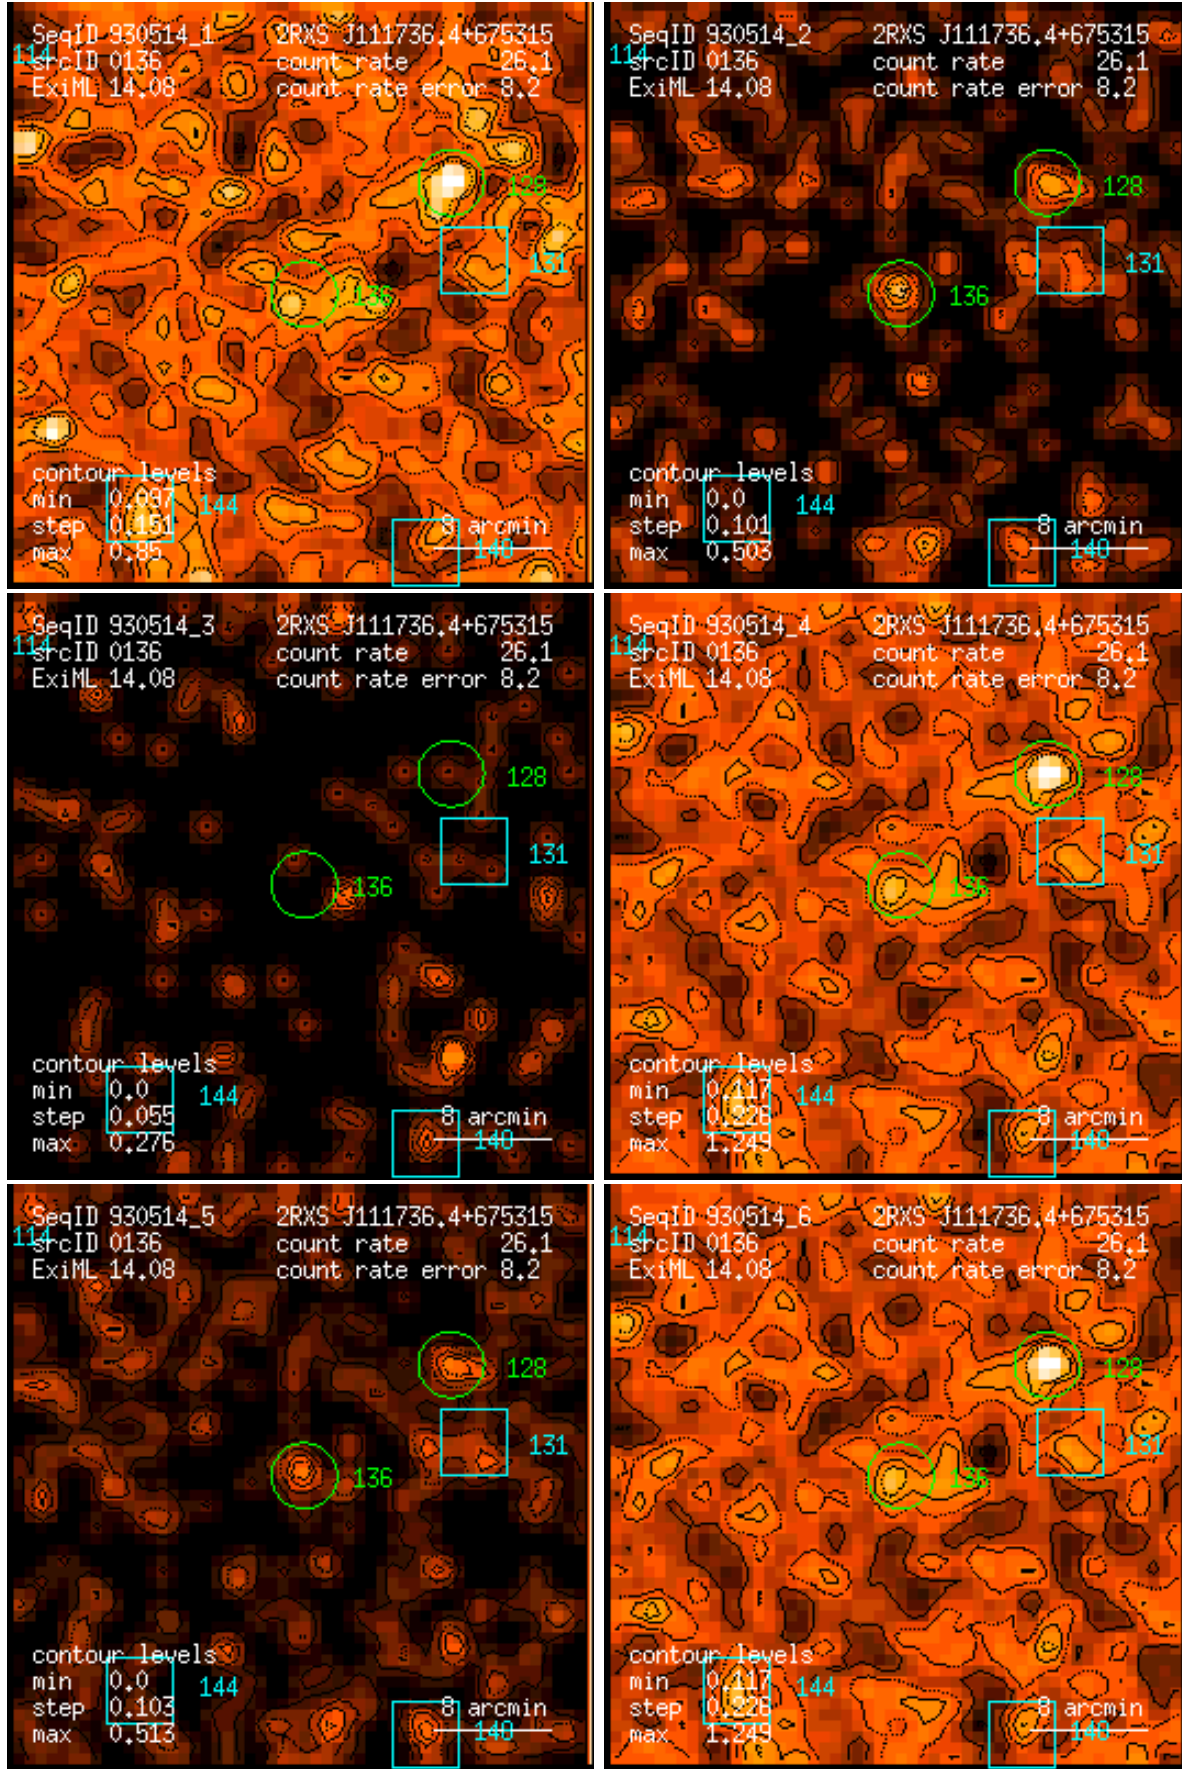 SeqID 930514_1 2RXS J111736.4+675315
114
srcID 0136 count rate 26.1
ExiML 14.08 count rate error 8.2
128
131
136
contour levels
min 0.097 144
step 0.151 8 arcmin
max 0.85 140
SeqID 930514_2 2RXS J111736.4+675315
114
srcID 0136 count rate 26.1
ExiML 14.08 count rate error 8.2
128
131
136
contour levels
min 0.0 144
step 0.101 8 arcmin
max 0.503 140
SeqID 930514_3 2RXS J111736.4+675315
114
srcID 0136 count rate 26.1
ExiML 14.08 count rate error 8.2
128
131
136
contour levels
min 0.0 144
step 0.055 8 arcmin
max 0.276 140
SeqID 930514_4 2RXS J111736.4+675315
114
srcID 0136 count rate 26.1
ExiML 14.08 count rate error 8.2
128
131
136
contour levels
min 0.117 144
step 0.226 8 arcmin
max 1.249 140
SeqID 930514_5 2RXS J111736.4+675315
114
srcID 0136 count rate 26.1
ExiML 14.08 count rate error 8.2
128
131
136
contour levels
min 0.0 144
step 0.103 8 arcmin
max 0.513 140
SeqID 930514_6 2RXS J111736.4+675315
114
srcID 0136 count rate 26.1
ExiML 14.08 count rate error 8.2
128
131
136
contour levels
min 0.117 144
step 0.226 8 arcmin
max 1.249 140